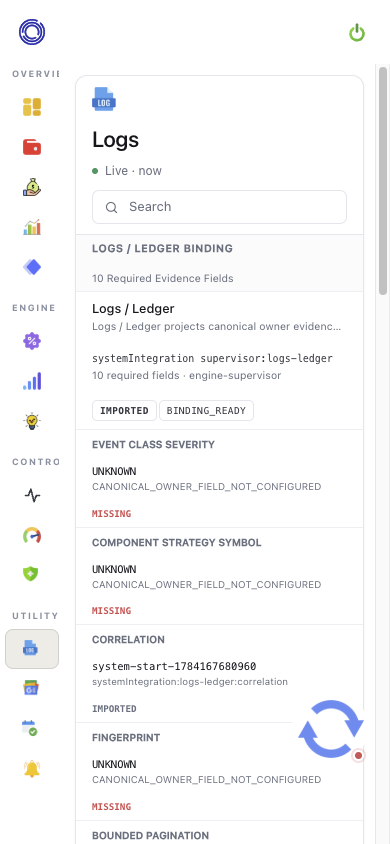 OVERVIE
ENGINE
CONTRO
UTILITY
LOG
LOG
Logs
Live · now
Search
LOGS / LEDGER BINDING
10 Required Evidence Fields
Logs / Ledger
Logs / Ledger projects canonical owner evidenc...
systemIntegration supervisor:logs-ledger
10 required fields · engine-supervisor
IMPORTED
BINDING_READY
EVENT CLASS SEVERITY
UNKNOWN
CANONICAL_OWNER_FIELD_NOT_CONFIGURED
MISSING
COMPONENT STRATEGY SYMBOL
UNKNOWN
CANONICAL_OWNER_FIELD_NOT_CONFIGURED
MISSING
CORRELATION
system-start-1784167680960
systemIntegration:logs-ledger:correlation
IMPORTED
FINGERPRINT
UNKNOWN
CANONICAL_OWNER_FIELD_NOT_CONFIGURED
MISSING
BOUNDED PAGINATION